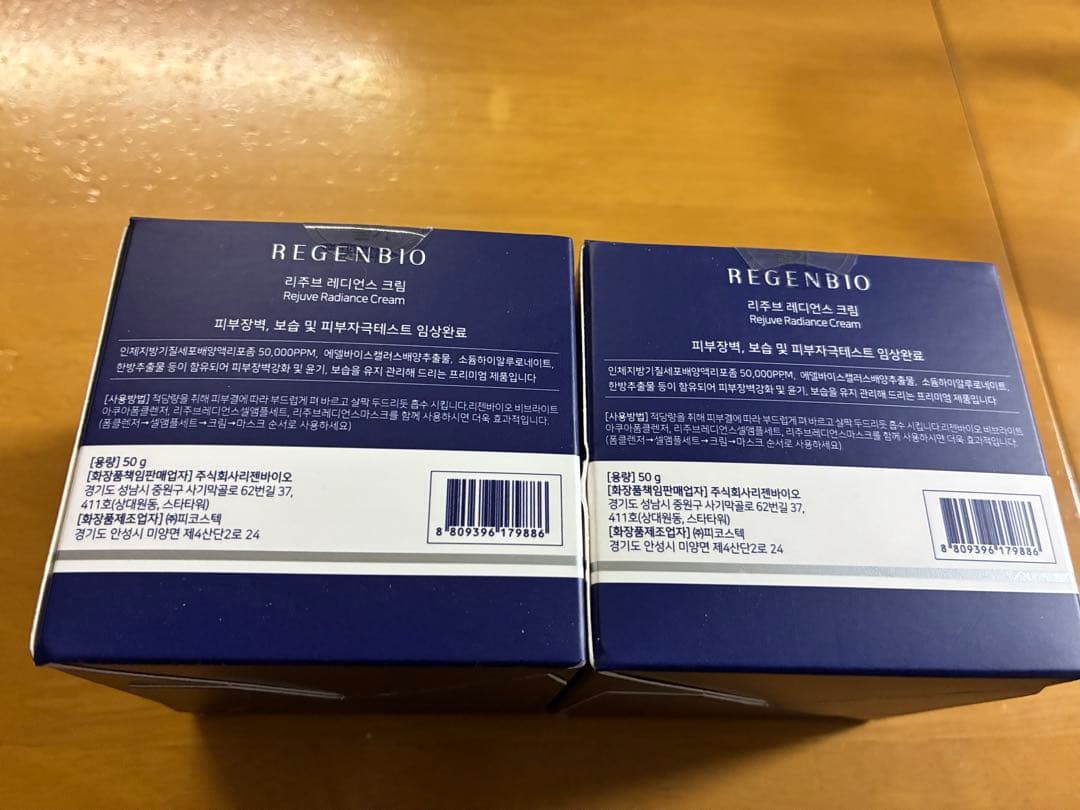 REGENBIO
리주브 레디언스 크림
Rejuve Radiance Cream
피부장벽, 보습 및 피부자극테스트 임상완료
인체지방기질세포배양액리포좀 50,000PPM, 에델바이스캘러스배양추출물, 소듐하이알루로네이트,
한방추출물 등이 함유되어 피부장벽강화 및 윤기, 보습을 유지 관리해 드리는 프리미엄 제품입니다
[사용방법] 적당량을 취해 피부결에 따라 부드럽게 펴 바르고 살짝 두드리듯 흡수 시킵니다.리젠바이오 비브라이트
아쿠아폼클렌저, 리주브레디언스셀앰플세트, 리주브레디언스마스크를 함께 사용하시면 더욱 효과적입니다.
(폼클렌저→셀앰플세트→크림→마스크 순서로 사용하세요)
[용량] 50 g
[화장품책임판매업자] 주식회사리젠바이오
경기도 성남시 중원구 사기막골로 62번길 37,
411호(상대원동, 스타타워)
[화장품제조업자] ㈜피코스텍
경기도 안성시 미양면 제4산단2로 24
8 809396 179886
REGENBIO
리주브 레디언스 크림
Rejuve Radiance Cream
피부장벽, 보습 및 피부자극테스트 임상완료
인체지방기질세포배양액리포좀 50,000PPM, 에델바이스캘러스배양추출물, 소듐하이알루로네이트,
한방추출물 등이 함유되어 피부장벽강화 및 윤기, 보습을 유지 관리해 드리는 프리미엄 제품입니다
[사용방법] 적당량을 취해 피부결에 따라 부드럽게 펴 바르고 살짝 두드리듯 흡수 시킵니다.리젠바이오 비브라이트
아쿠아폼클렌저, 리주브레디언스셀앰플세트, 리주브레디언스마스크를 함께 사용하시면 더욱 효과적입니다.
(폼클렌저→셀앰플세트→크림→마스크 순서로 사용하세요)
[용량] 50 g
[화장품책임판매업자] 주식회사리젠바이오
경기도 성남시 중원구 사기막골로 62번길 37,
411호(상대원동, 스타타워)
[화장품제조업자] ㈜피코스텍
경기도 안성시 미양면 제4산단2로 24
8 809396 179886